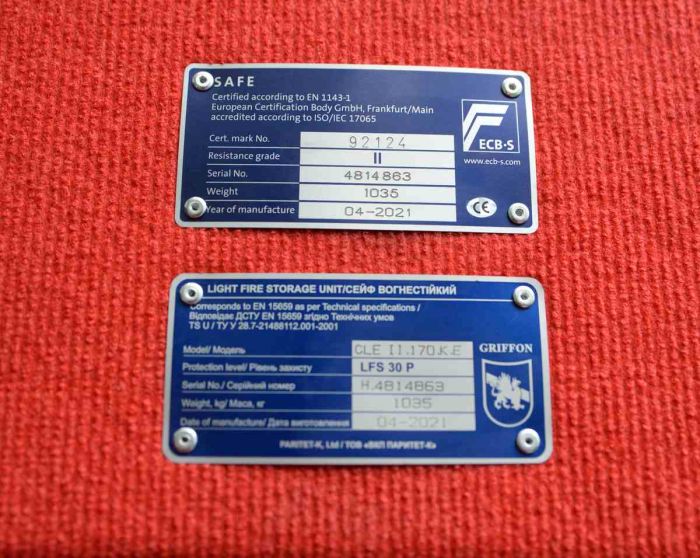 SAFE
Certified according to EN 1143-1
European Certification Body GmbH, Frankfurt/Main
accredited according to ISO/IEC 17065
Cert. mark No. 92124
Resistance grade II
Serial No. 4814863
Weight 1035
Year of manufacture 04-2021
ECB·S
www.ecb-s.com
CE
LIGHT FIRE STORAGE UNIT/СЕЙФ ВОГНЕСТІЙКИЙ
Corresponds to EN 15659 as per Technical specifications /
Відповідає ДСТУ EN 15659 згідно Технічних умов
TS U / ТУ У 28.7-21488112.001-2001
Model/ Модель CLE II.170.K.E
Protection level/ Рівень захисту LFS 30 P
Serial No./ Серійний номер H.4814863
Weight, kg/ Маса, кг 1035
Date of manufacture/ Дата виготовлення 04-2021
GRIFFON
PARITET-K, Ltd / ТОВ «ВКП ПАРИТЕТ-К»